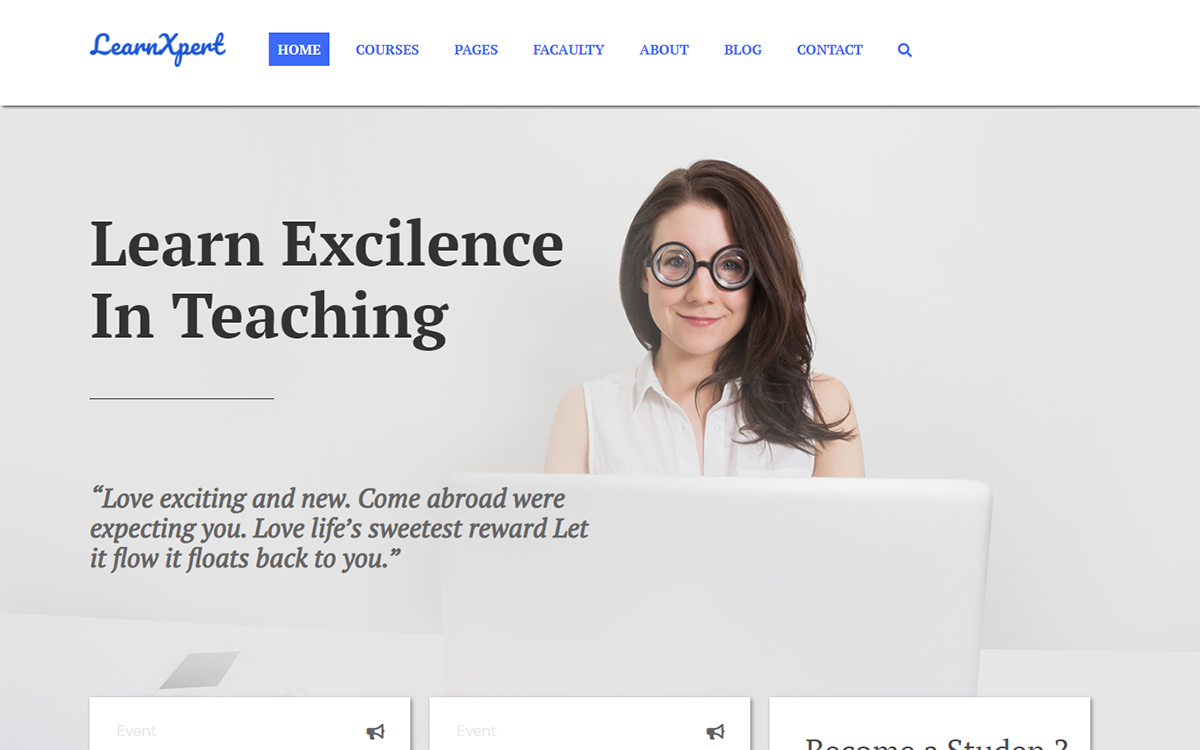 LearnXpert
HOME COURSES PAGES FACAULTY ABOUT BLOG CONTACT
Learn Excilence
In Teaching
“Love exciting and new. Come abroad were
expecting you. Love life’s sweetest reward Let
it flow it floats back to you.”
Event
Event
Become a Studen ?